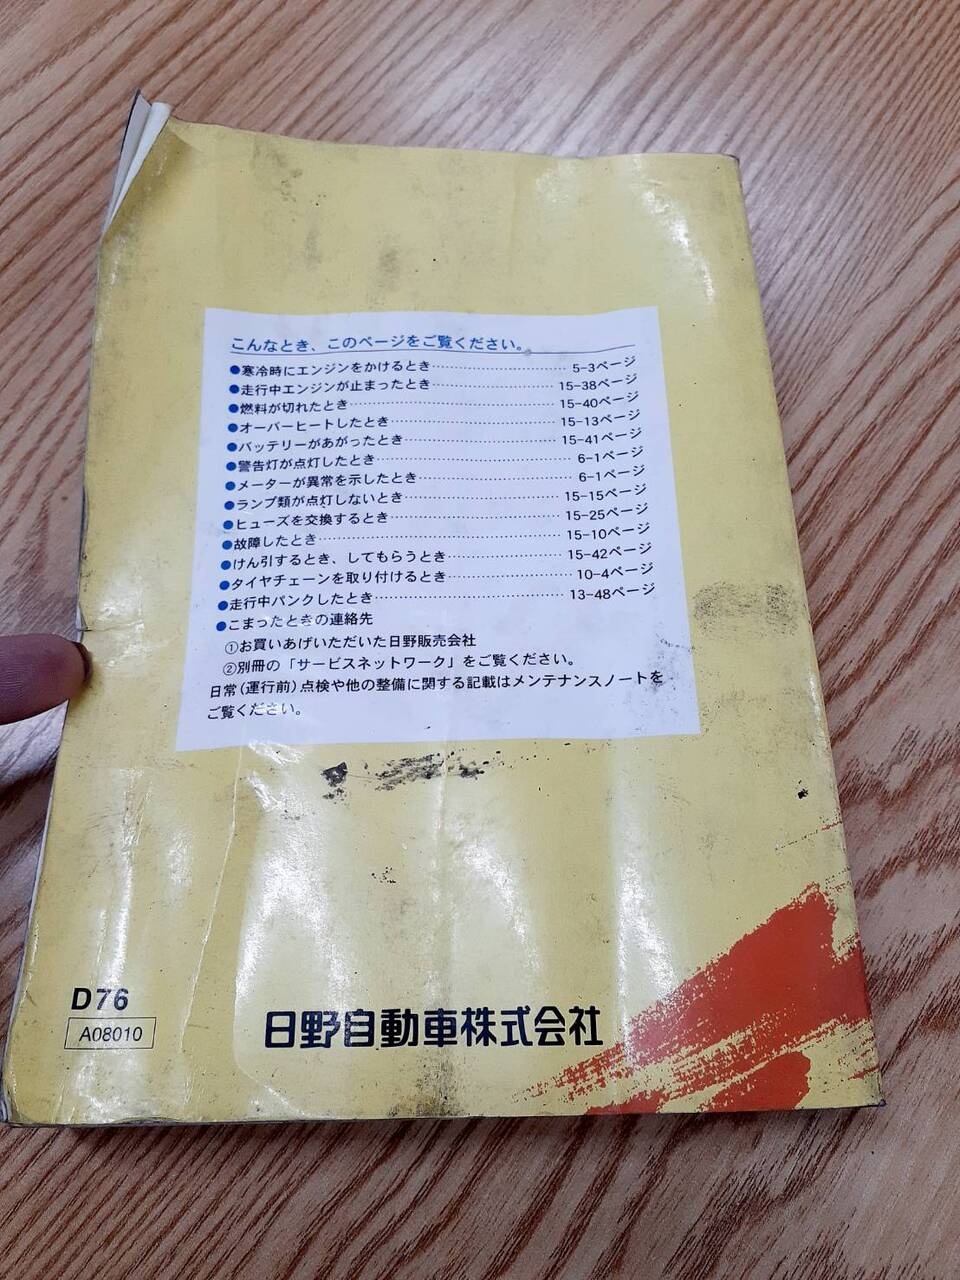 こんなとき、このページをご覧ください。
●寒冷時にエンジンをかけるとき 5-3ページ
●走行中エンジンが止まったとき 15-38ページ
●燃料が切れたとき 15-40ページ
●オーバーヒートしたとき 15-13ページ
●バッテリーがあがったとき 15-41ページ
●警告灯が点灯したとき 6-1ページ
●メーターが異常を示したとき 6-1ページ
●ランプ類が点灯しないとき 15-15ページ
●ヒューズを交換するとき 15-25ページ
●故障したとき 15-10ページ
●けん引するとき、してもらうとき 15-42ページ
●タイヤチェーンを取り付けるとき 10-4ページ
●走行中パンクしたとき 13-48ページ
●こまったときの連絡先
①お買いあげいただいた日野販売会社
②別冊の「サービスネットワーク」をご覧ください。
日常(運行前)点検や他の整備に関する記載はメンテナンスノートを
ご覧ください。
D76
A08010
日野自動車株式会社